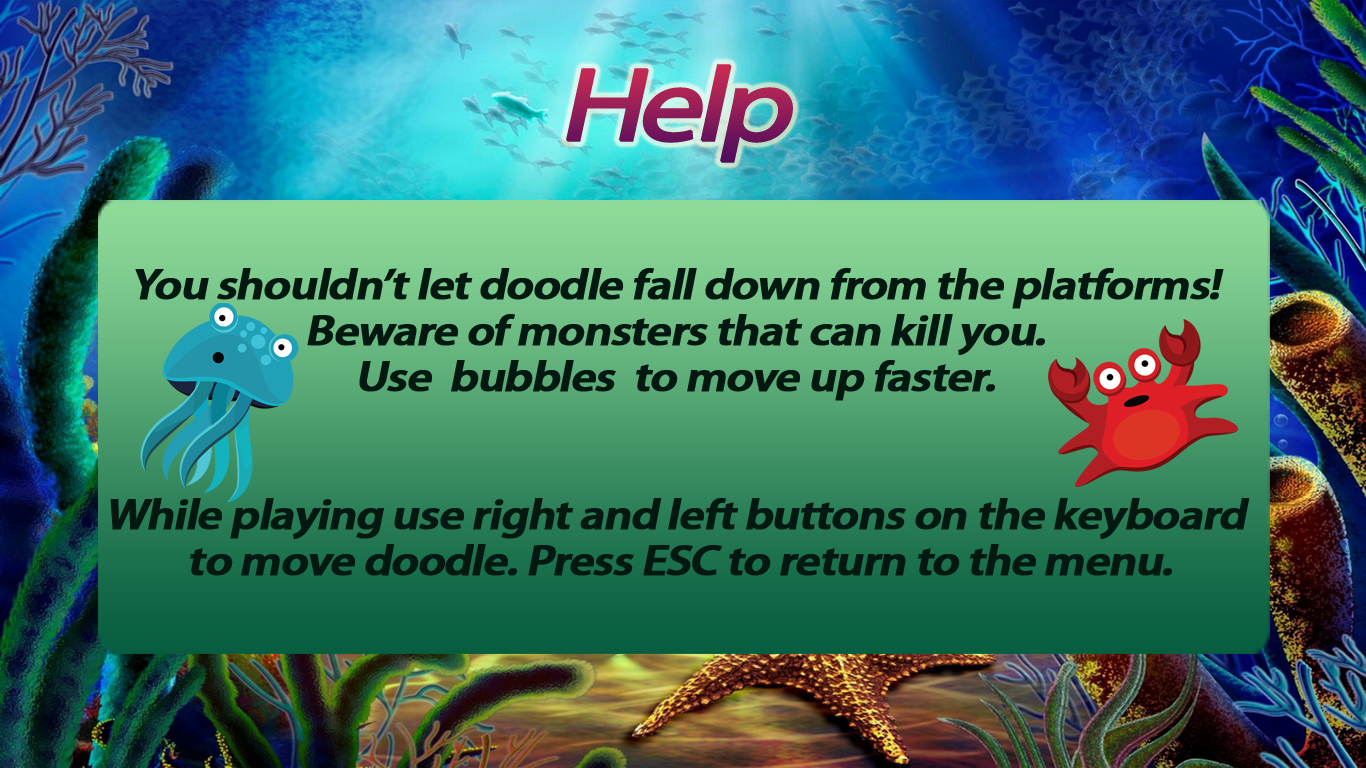 Help
You shouldn't let doodle fall down from the platforms!
Beware of monsters that can kill you.
Use bubbles to move up faster.
While playing use right and left buttons on the keyboard
to move doodle. Press ESC to return to the menu.